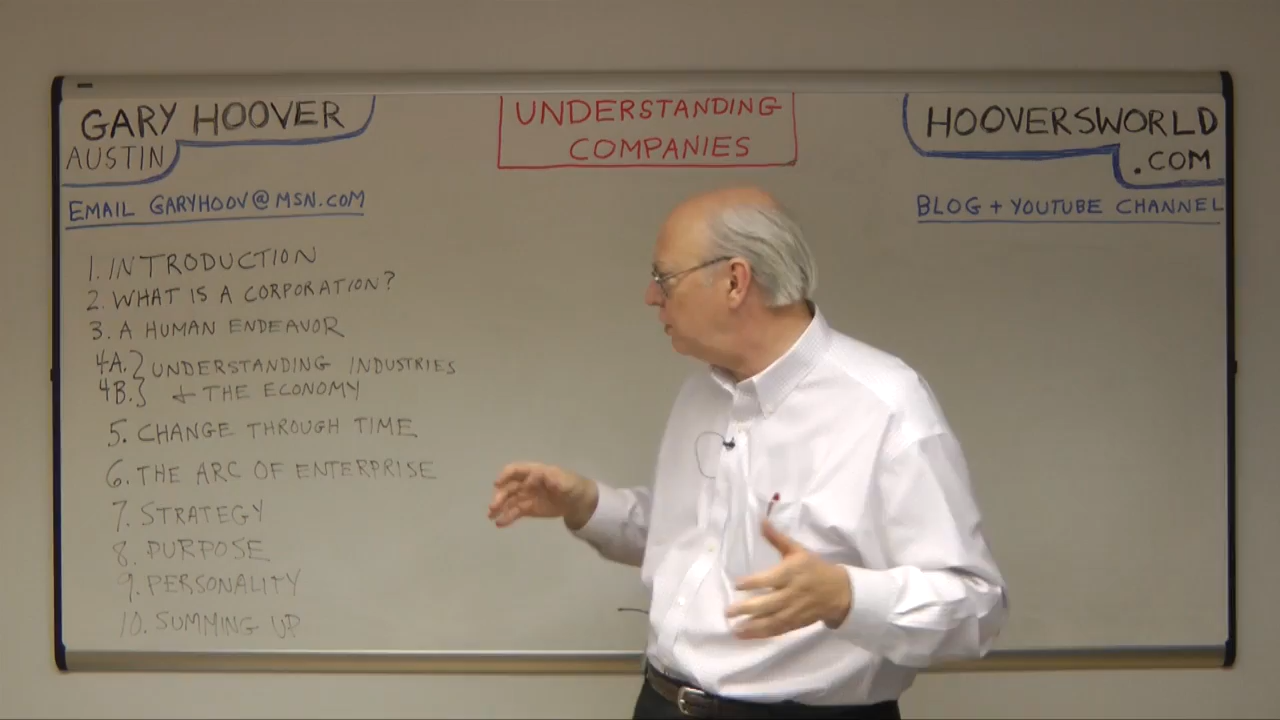 GARY HOOVER
AUSTIN
EMAIL GARYHOOV@MSN.COM
UNDERSTANDING
COMPANIES
HOOVERSWORLD
.COM
BLOG + YOUTUBE CHANNEL
1. INTRODUCTION
2. WHAT IS A CORPORATION?
3. A HUMAN ENDEAVOR
4A. } UNDERSTANDING INDUSTRIES
4B. } + THE ECONOMY
5. CHANGE THROUGH TIME
6. THE ARC OF ENTERPRISE
7. STRATEGY
8. PURPOSE
9. PERSONALITY
10. SUMMING UP